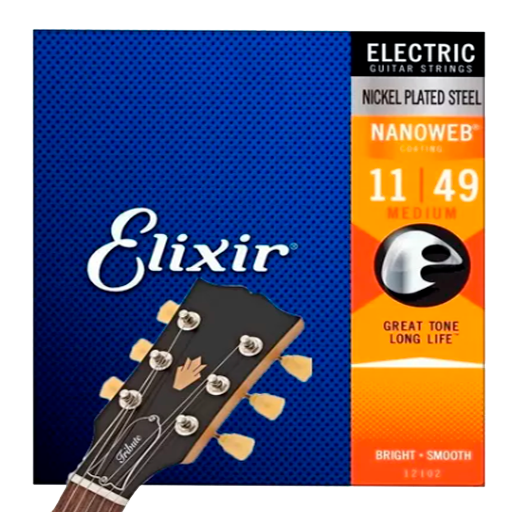 ELECTRIC
GUITAR STRINGS
NICKEL PLATED STEEL
NANOWEB®
COATING
11 | 49
MEDIUM
Elixir®
GREAT TONE
LONG LIFE™
BRIGHT • SMOOTH
12102
Tribute